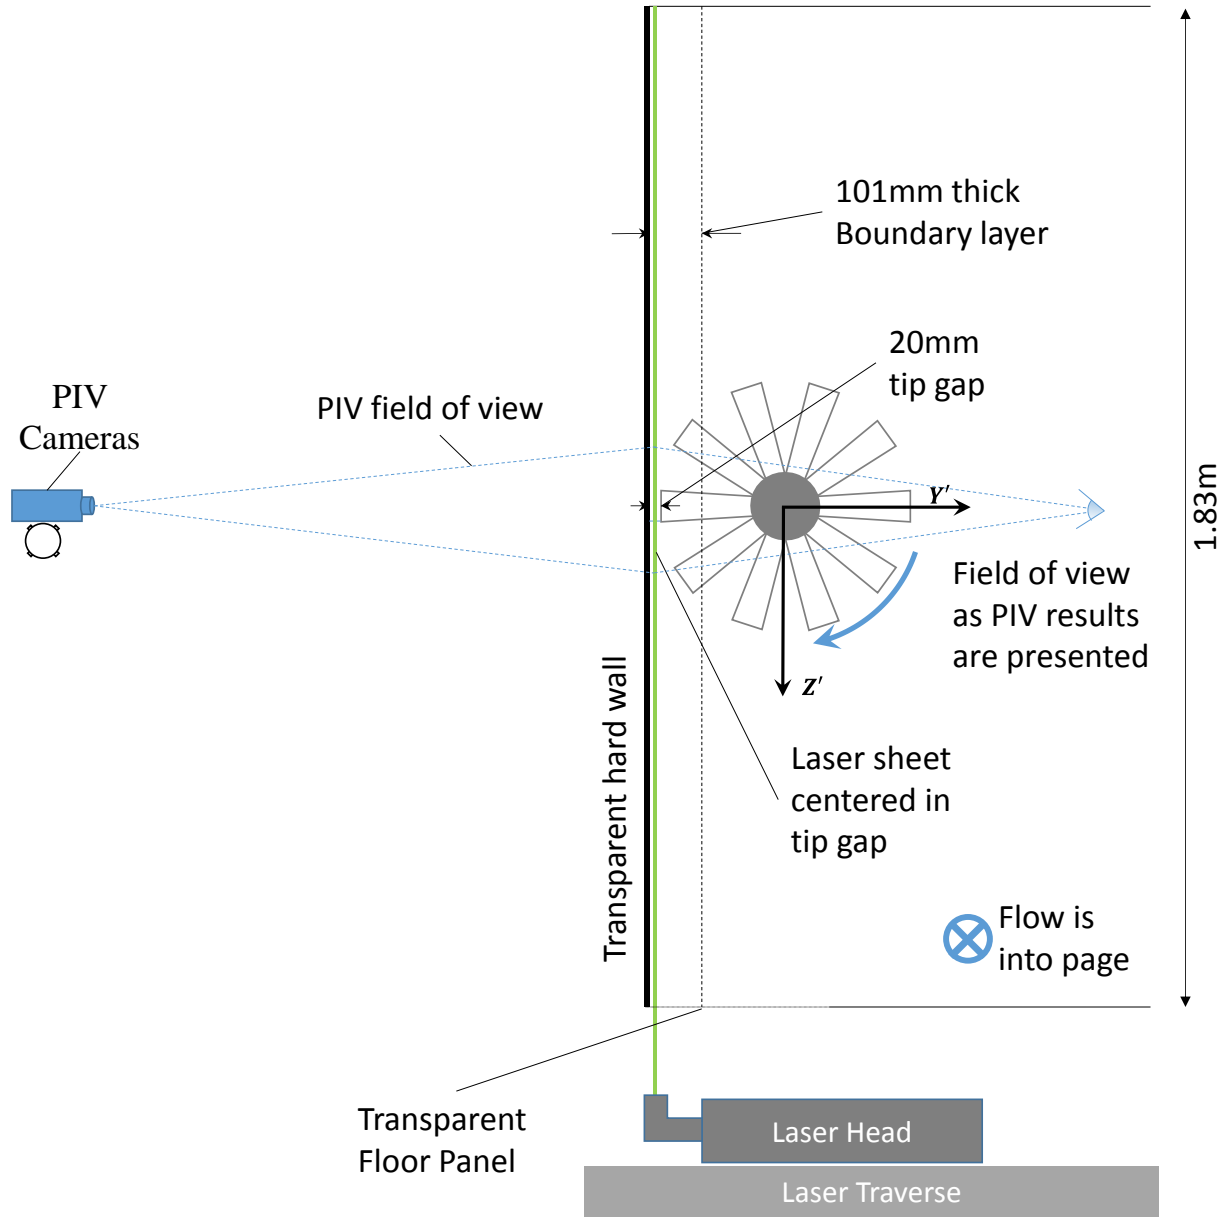 101mm thick
Boundary layer
20mm
tip gap
PIV
Cameras
PIV field of view
1.83m
Y'
Z'
Field of view
as PIV results
are presented
Transparent hard wall
Laser sheet
centered in
tip gap
Flow is
into page
Transparent
Floor Panel
Laser Head
Laser Traverse